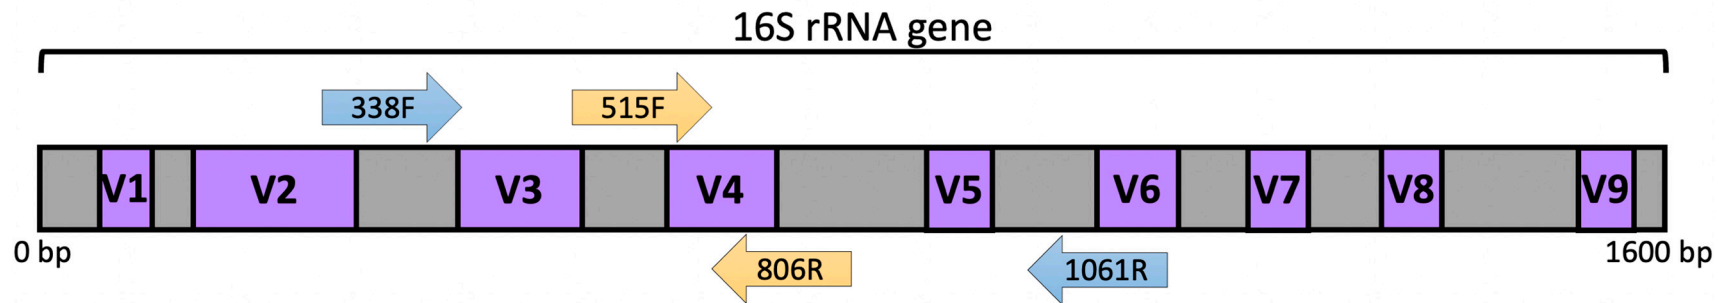 16S rRNA gene
338F
515F
V1 V2 V3 V4 V5 V6 V7 V8 V9
0 bp
1600 bp
806R
1061R